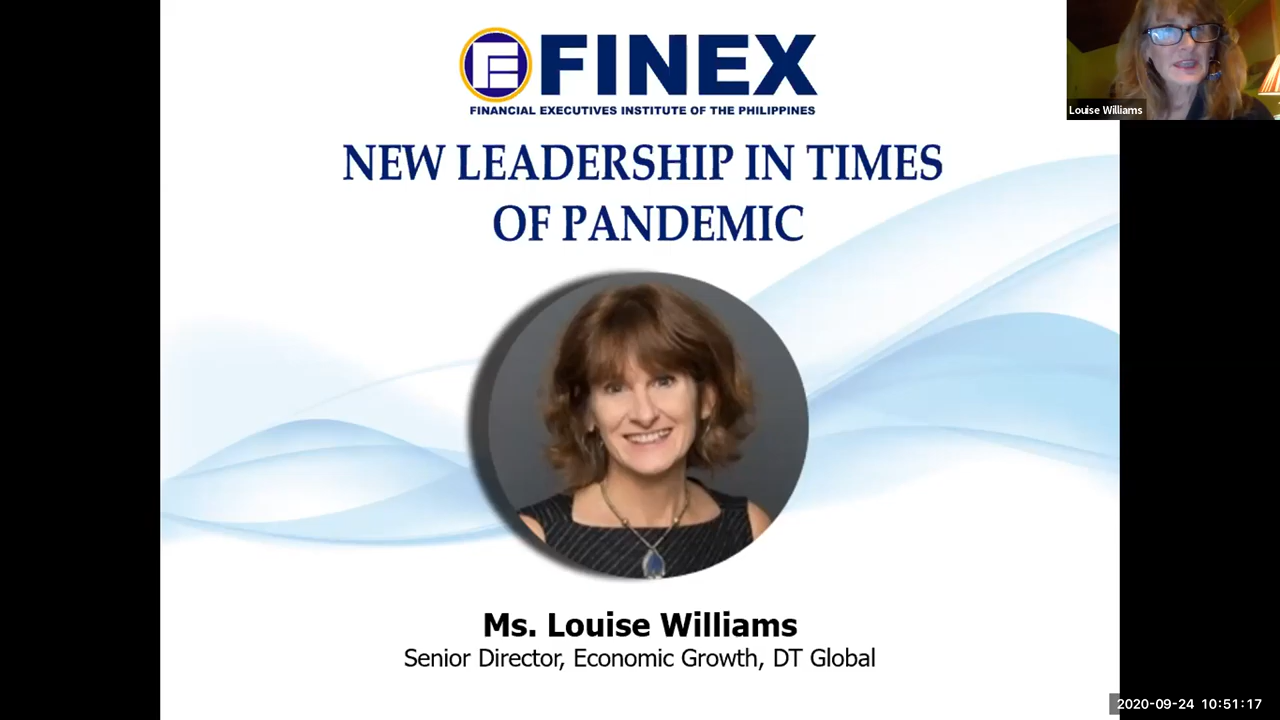 FINEX
FINANCIAL EXECUTIVES INSTITUTE OF THE PHILIPPINES
Louise Williams
NEW LEADERSHIP IN TIMES
OF PANDEMIC
Ms. Louise Williams
Senior Director, Economic Growth, DT Global
2020-09-24 10:51:17